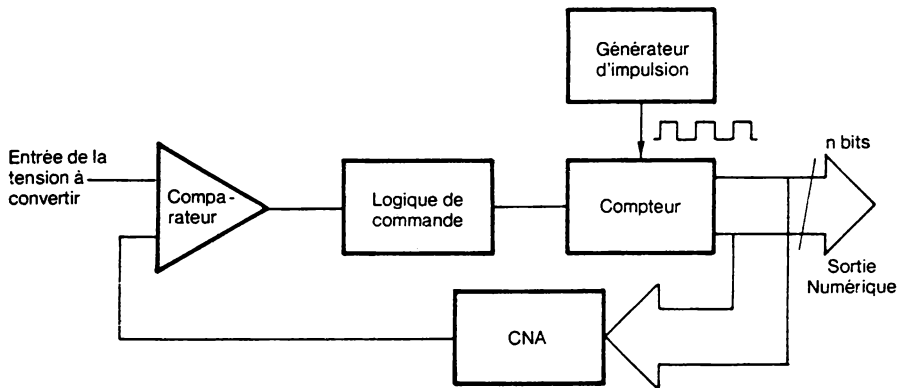 Générateur
d'impulsion
Entrée de la
tension à
convertir
Compa-
rateur
Logique de
commande
Compteur
n bits
Sortie
Numérique
CNA